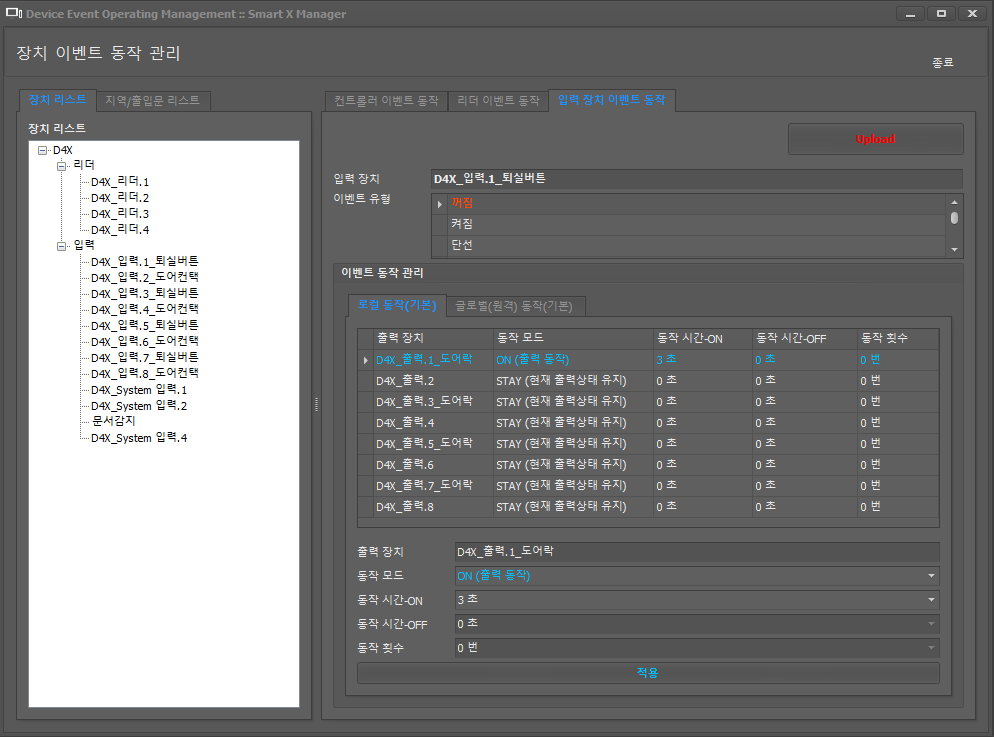 Device Event Operating Management :: Smart X Manager
장치 이벤트 동작 관리
종료
장치 리스트
지역/출입문 리스트
장치 리스트
D4X
리더
D4X_리더.1
D4X_리더.2
D4X_리더.3
D4X_리더.4
입력
D4X_입력.1_퇴실버튼
D4X_입력.2_도어컨택
D4X_입력.3_퇴실버튼
D4X_입력.4_도어컨택
D4X_입력.5_퇴실버튼
D4X_입력.6_도어컨택
D4X_입력.7_퇴실버튼
D4X_입력.8_도어컨택
D4X_System 입력.1
D4X_System 입력.2
문서감지
D4X_System 입력.4
컨트롤러 이벤트 동작
리더 이벤트 동작
입력 장치 이벤트 동작
Upload
입력 장치 D4X_입력.1_퇴실버튼
이벤트 유형
꺼짐
켜짐
단선
이벤트 동작 관리
로컬 동작(기본)
글로벌(원격) 동작(기본)
출력 장치 동작 모드 동작 시간-ON 동작 시간-OFF 동작 횟수
D4X_출력.1_도어락 ON (출력 동작) 3 초 0 초 0 번
D4X_출력.2 STAY (현재 출력상태 유지) 0 초 0 초 0 번
D4X_출력.3_도어락 STAY (현재 출력상태 유지) 0 초 0 초 0 번
D4X_출력.4 STAY (현재 출력상태 유지) 0 초 0 초 0 번
D4X_출력.5_도어락 STAY (현재 출력상태 유지) 0 초 0 초 0 번
D4X_출력.6 STAY (현재 출력상태 유지) 0 초 0 초 0 번
D4X_출력.7_도어락 STAY (현재 출력상태 유지) 0 초 0 초 0 번
D4X_출력.8 STAY (현재 출력상태 유지) 0 초 0 초 0 번
출력 장치 D4X_출력.1_도어락
동작 모드 ON (출력 동작)
동작 시간-ON 3 초
동작 시간-OFF 0 초
동작 횟수 0 번
적용